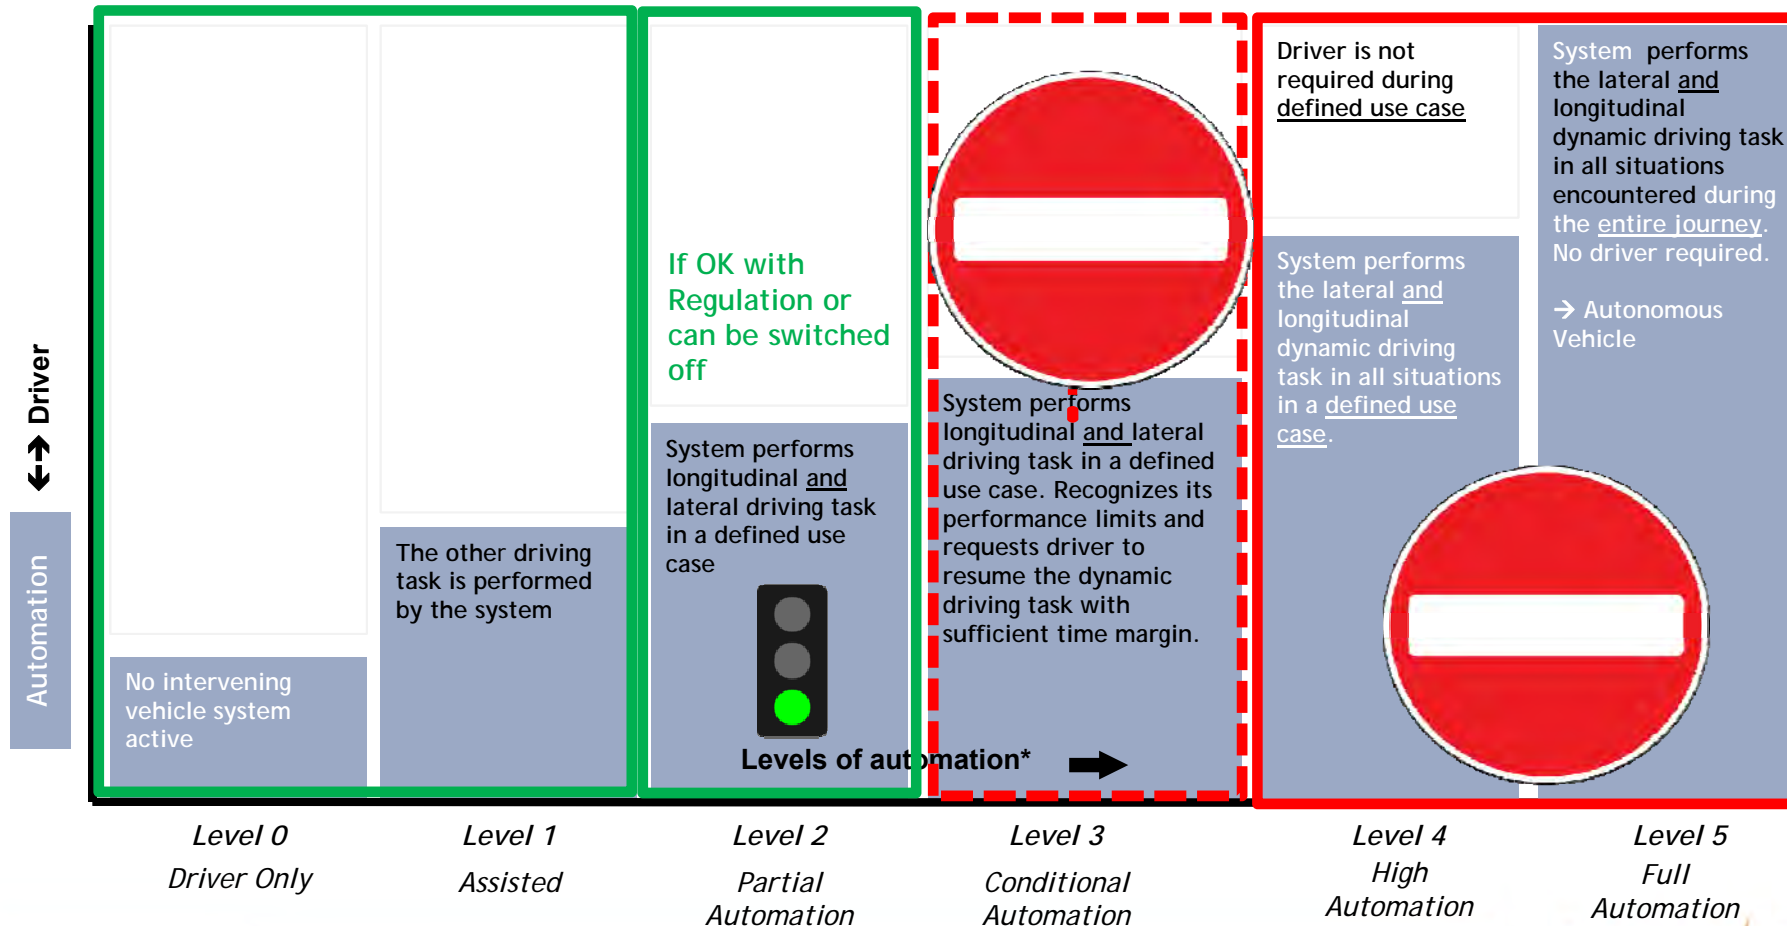 Driver is not
required during
defined use case
System performs
the lateral and
longitudinal
dynamic driving task
in all situations
encountered during
the entire journey.
No driver required.
→ Autonomous
Vehicle
If OK with
Regulation or
can be switched
off
System performs
the lateral and
longitudinal
dynamic driving
task in all situations
in a defined use
case.
←→ Driver
Automation
System performs
longitudinal and lateral
driving task in a defined
use case. Recognizes its
performance limits and
requests driver to
resume the dynamic
driving task with
sufficient time margin.
System performs
longitudinal and
lateral driving task
in a defined use
case
The other driving
task is performed
by the system
No intervening
vehicle system
active
Levels of automation*
Level 0
Driver Only
Level 1
Assisted
Level 2
Partial
Automation
Level 3
Conditional
Automation
Level 4
High
Automation
Level 5
Full
Automation